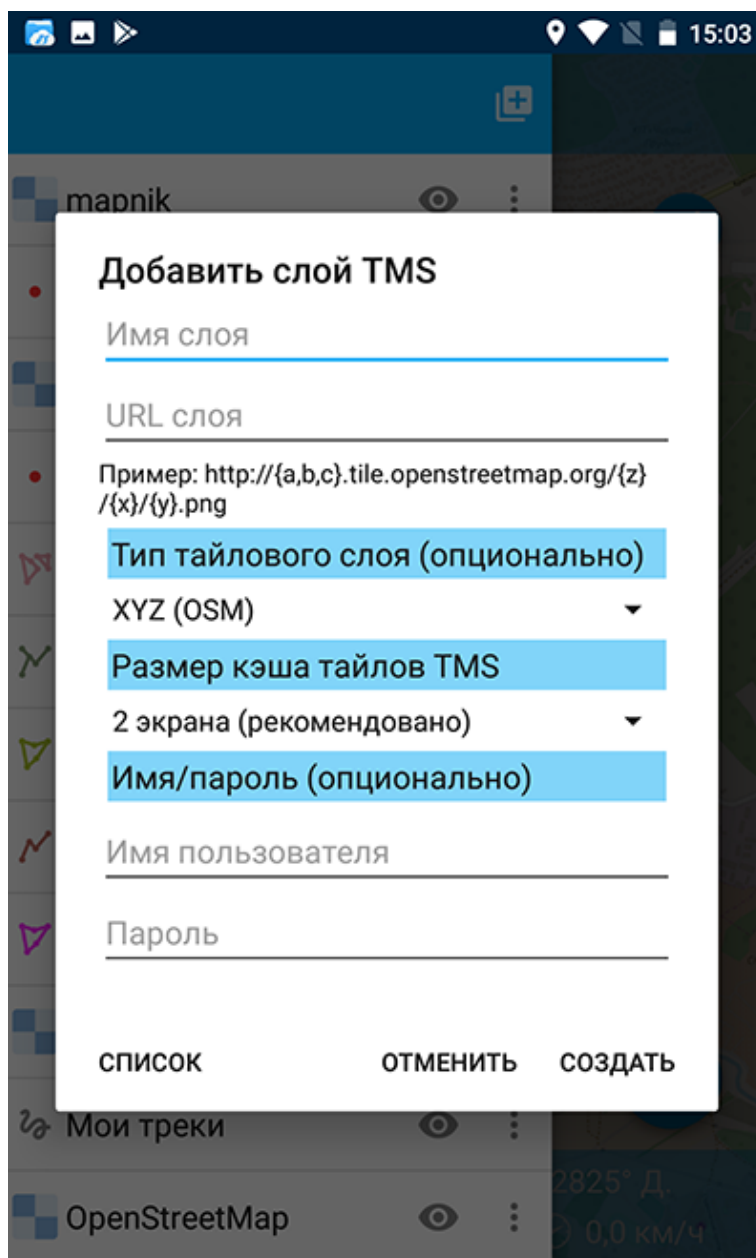 15:03
mapnik
Добавить слой TMS
Имя слоя
URL слоя
Пример: http://{a,b,c}.tile.openstreetmap.org/{z}
/{x}/{y}.png
Тип тайлового слоя (опционально)
XYZ (OSM)
Размер кэша тайлов TMS
2 экрана (рекомендовано)
Имя/пароль (опционально)
Имя пользователя
Пароль
СПИСОК ОТМЕНИТЬ СОЗДАТЬ
Мои треки
2825° Д.
OpenStreetMap
0,0 км/ч